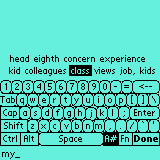 head eighth concern experience
kid colleagues class views job, kids
1 2 3 4 5 6 7 8 9 0 - = <--
Tab q w e r t y u i o p [ ] \
Cap a s d f g h j k l ; ' Enter
Shift z x c v b n m , . / ` '
Ctrl Alt Space A# Fn Done
my_